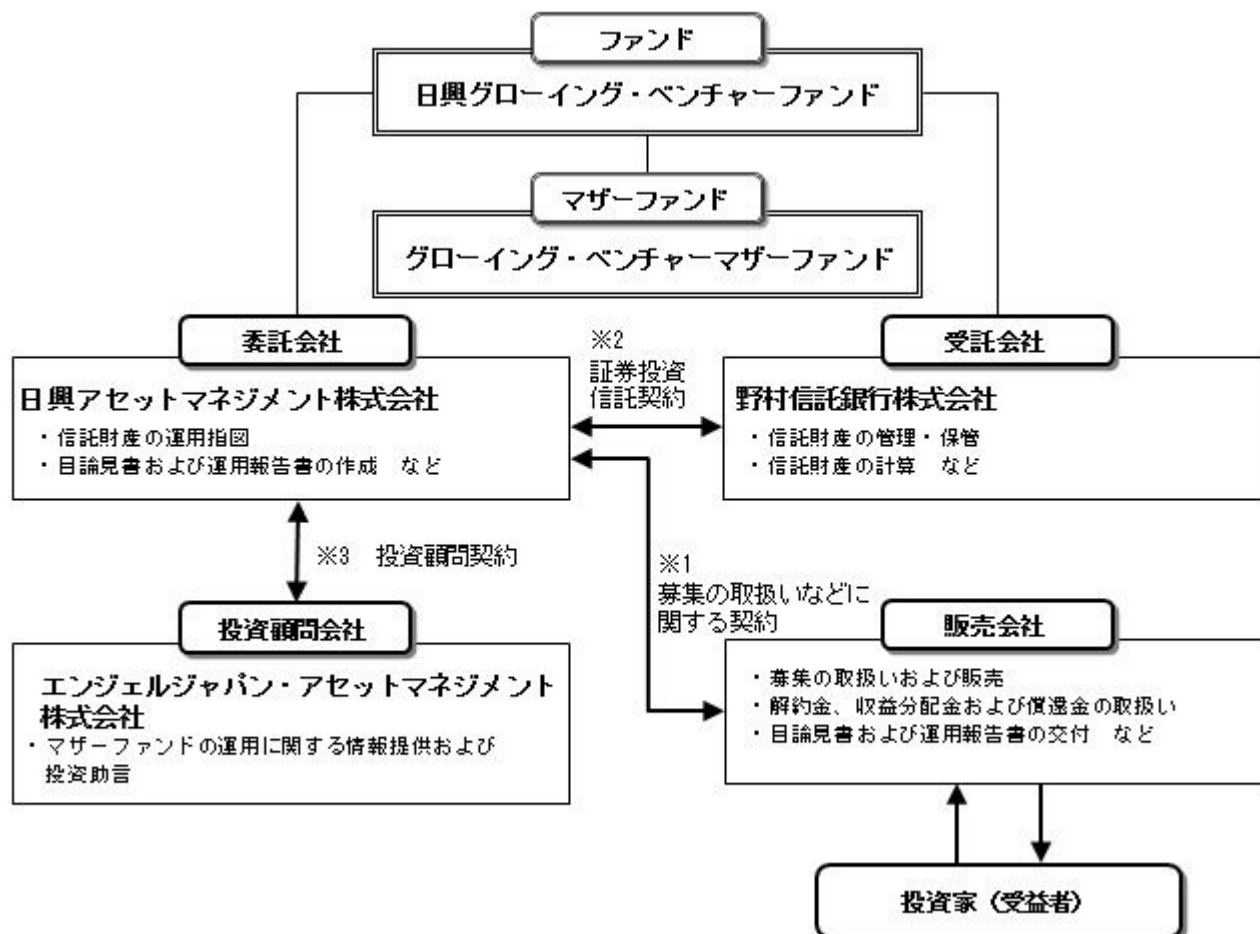 ファンド
日興グローイング・ベンチャーファンド
マザーファンド
グローイング・ベンチャーマザーファンド
委託会社
日興アセットマネジメント株式会社
・信託財産の運用指図
・目論見書および運用報告書の作成 など
※2
証券投資
信託契約
受託会社
野村信託銀行株式会社
・信託財産の管理・保管
・信託財産の計算 など
※3 投資顧問契約
※1
募集の取扱いなどに
関する契約
投資顧問会社
エンジェルジャパン・アセットマネジメント
株式会社
・マザーファンドの運用に関する情報提供および
投資助言
販売会社
・募集の取扱いおよび販売
・解約金、収益分配金および償還金の取扱い
・目論見書および運用報告書の交付 など
投資家（受益者）